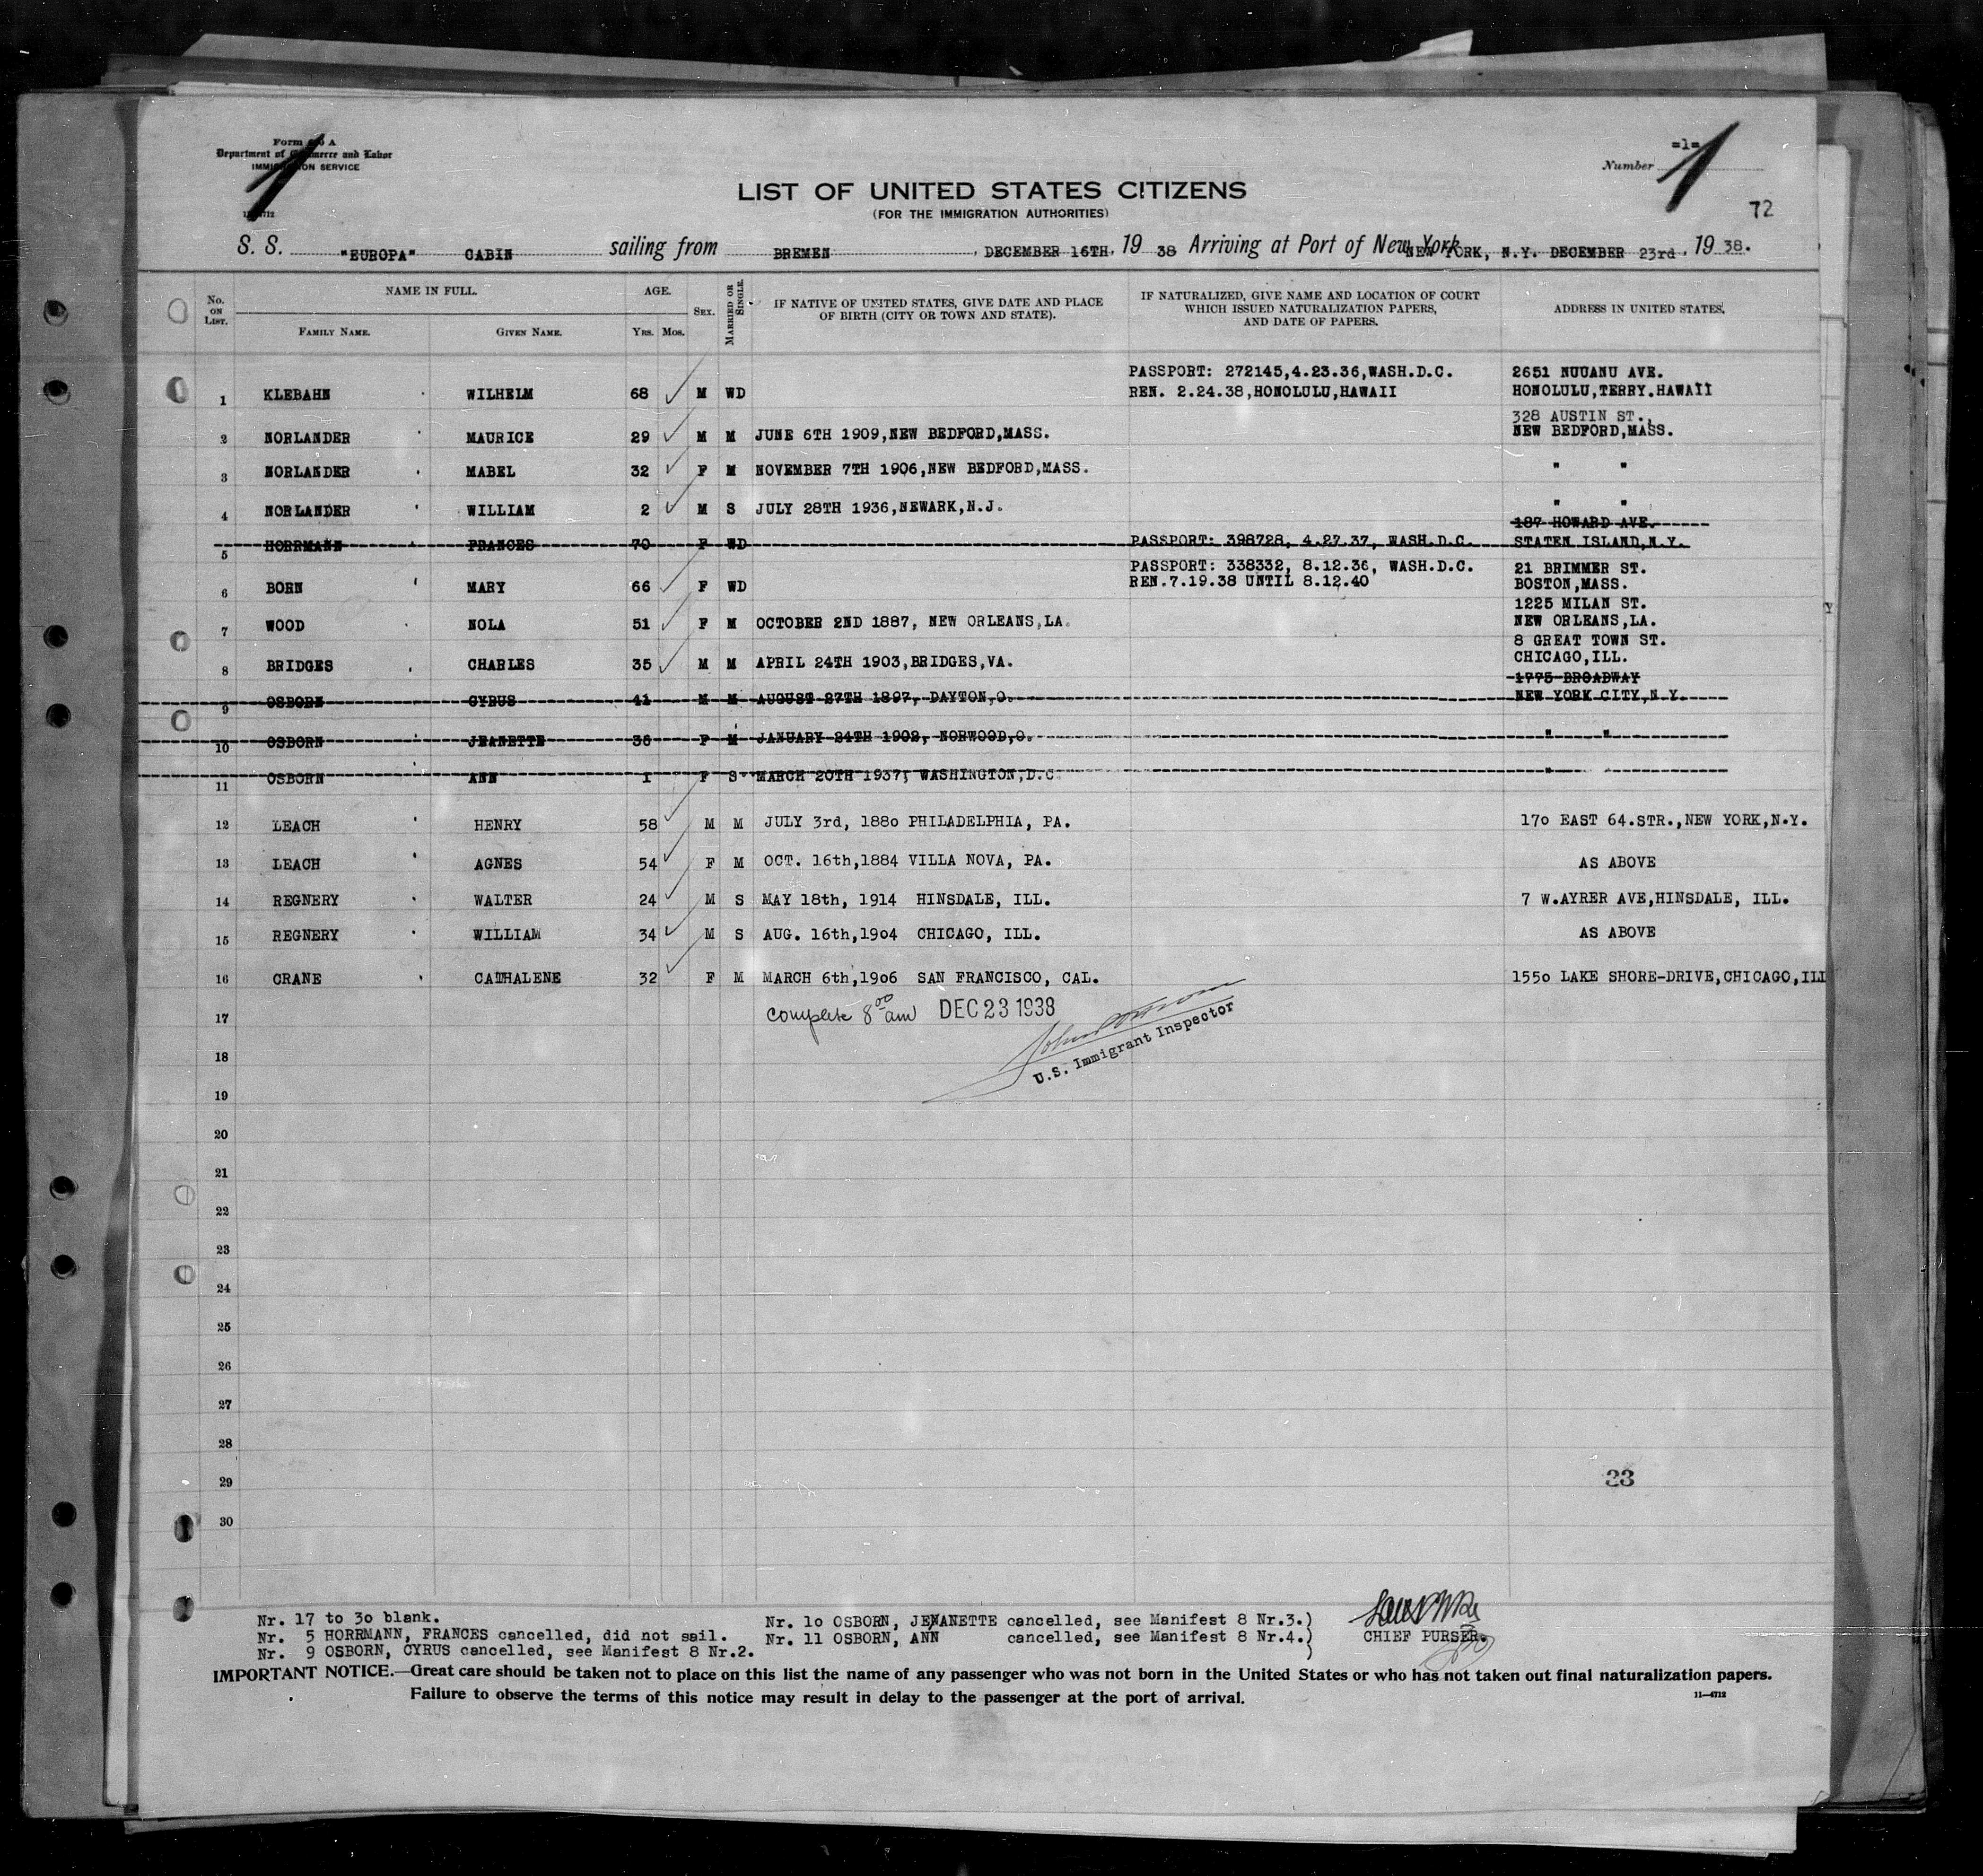 Form A
Department of Commerce and Labor
IMMIGRATION SERVICE
1
=1=
Number
1
72
LIST OF UNITED STATES CITIZENS
(FOR THE IMMIGRATION AUTHORITIES)
S. S. "EUROPA" CABIN sailing from BREMEN, DECEMBER 16TH, 19 38 Arriving at Port of New York NEW YORK, N.Y. DECEMBER 23rd, 19 38.
No. ON LIST. NAME IN FULL. AGE. SEX. MARRIED OR SINGLE. IF NATIVE OF UNITED STATES, GIVE DATE AND PLACE OF BIRTH (CITY OR TOWN AND STATE). IF NATURALIZED, GIVE NAME AND LOCATION OF COURT WHICH ISSUED NATURALIZATION PAPERS, AND DATE OF PAPERS. ADDRESS IN UNITED STATES.
FAMILY NAME. GIVEN NAME. YRS. MOS.
PASSPORT: 272145,4.23.36,WASH.D.C. 2651 NUUANU AVE.
1 KLEBAHN WILHELM 68 M WD REN. 2.24.38,HONOLULU,HAWAII HONOLULU,TERRY.HAWAII
328 AUSTIN ST.,
2 NORLANDER MAURICE 29 M M JUNE 6TH 1909,NEW BEDFORD,MASS. NEW BEDFORD,MASS.
3 NORLANDER MABEL 32 F M NOVEMBER 7TH 1906,NEW BEDFORD,MASS. " "
4 NORLANDER WILLIAM 2 M S JULY 28TH 1936,NEWARK,N.J. " "
187 HOWARD AVE.
5 HORRMANN FRANCES 70 F WD PASSPORT: 398728, 4.27.37, WASH.D.C. STATEN ISLAND,N.Y.
PASSPORT: 338332, 8.12.36, WASH.D.C. 21 BRIMMER ST.
6 BORN MARY 66 F WD REN.7.19.38 UNTIL 8.12.40 BOSTON,MASS.
1225 MILAN ST.
7 WOOD NOLA 51 F M OCTOBER 2ND 1887, NEW ORLEANS,LA. NEW ORLEANS,LA.
8 GREAT TOWN ST.
8 BRIDGES CHARLES 35 M M APRIL 24TH 1903,BRIDGES,VA. CHICAGO,ILL.
1775 BROADWAY
9 OSBORN CYRUS 41 M M AUGUST 27TH 1897, DAYTON,O. NEW YORK CITY,N.Y.
10 OSBORN JEANETTE 36 F M JANUARY 24TH 1902, NORWOOD,O. " "
11 OSBORN ANN 1 F S MARCH 20TH 1937, WASHINGTON,D.C. "
12 LEACH HENRY 58 M M JULY 3rd, 1880 PHILADELPHIA, PA. 170 EAST 64.STR.,NEW YORK,N.Y.
13 LEACH AGNES 54 F M OCT. 16th,1884 VILLA NOVA, PA. AS ABOVE
14 REGNERY WALTER 24 M S MAY 18th, 1914 HINSDALE, ILL. 7 W.AYRER AVE,HINSDALE, ILL.
15 REGNERY WILLIAM 34 M S AUG. 16th,1904 CHICAGO, ILL. AS ABOVE
16 CRANE CATHALENE 32 F M MARCH 6th,1906 SAN FRANCISCO, CAL. 1550 LAKE SHORE-DRIVE,CHICAGO,ILL
17 complete 8 00 am DEC 23 1938
U.S. Immigrant Inspector
18
19
20
21
22
23
24
25
26
27
28
29 23
30
Nr. 17 to 30 blank.
Nr. 5 HORRMANN, FRANCES cancelled, did not sail.
Nr. 9 OSBORN, CYRUS cancelled, see Manifest 8 Nr.2.
Nr. 10 OSBORN, JEANETTE cancelled, see Manifest 8 Nr.3.)
Nr. 11 OSBORN, ANN cancelled, see Manifest 8 Nr.4.)
)
CHIEF PURSER.
IMPORTANT NOTICE.—Great care should be taken not to place on this list the name of any passenger who was not born in the United States or who has not taken out final naturalization papers.
Failure to observe the terms of this notice may result in delay to the passenger at the port of arrival.
11—4712